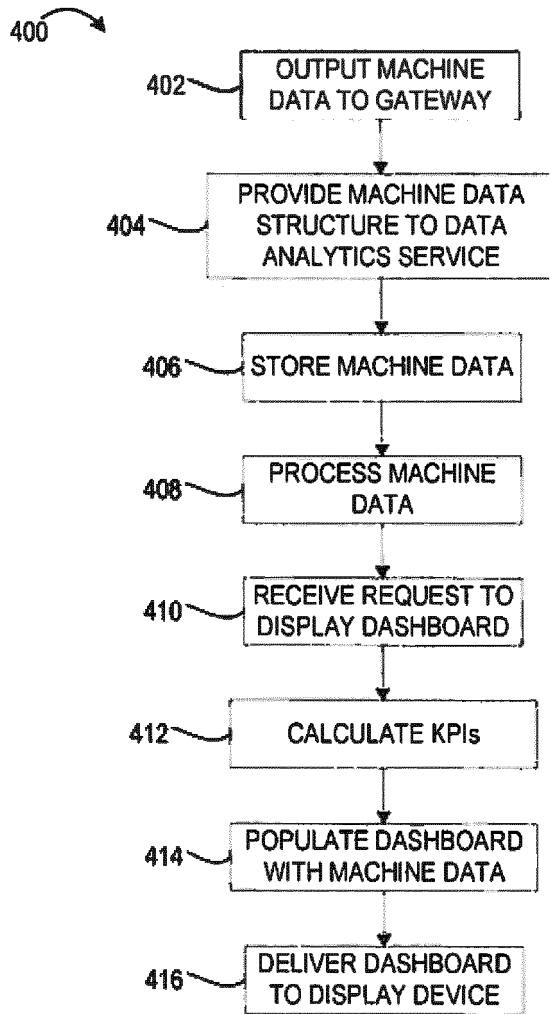 400
402
OUTPUT MACHINE
DATA TO GATEWAY
404
PROVIDE MACHINE DATA
STRUCTURE TO DATA
ANALYTICS SERVICE
406
STORE MACHINE DATA
408
PROCESS MACHINE
DATA
410
RECEIVE REQUEST TO
DISPLAY DASHBOARD
412
CALCULATE KPIs
414
POPULATE DASHBOARD
WITH MACHINE DATA
416
DELIVER DASHBOARD
TO DISPLAY DEVICE